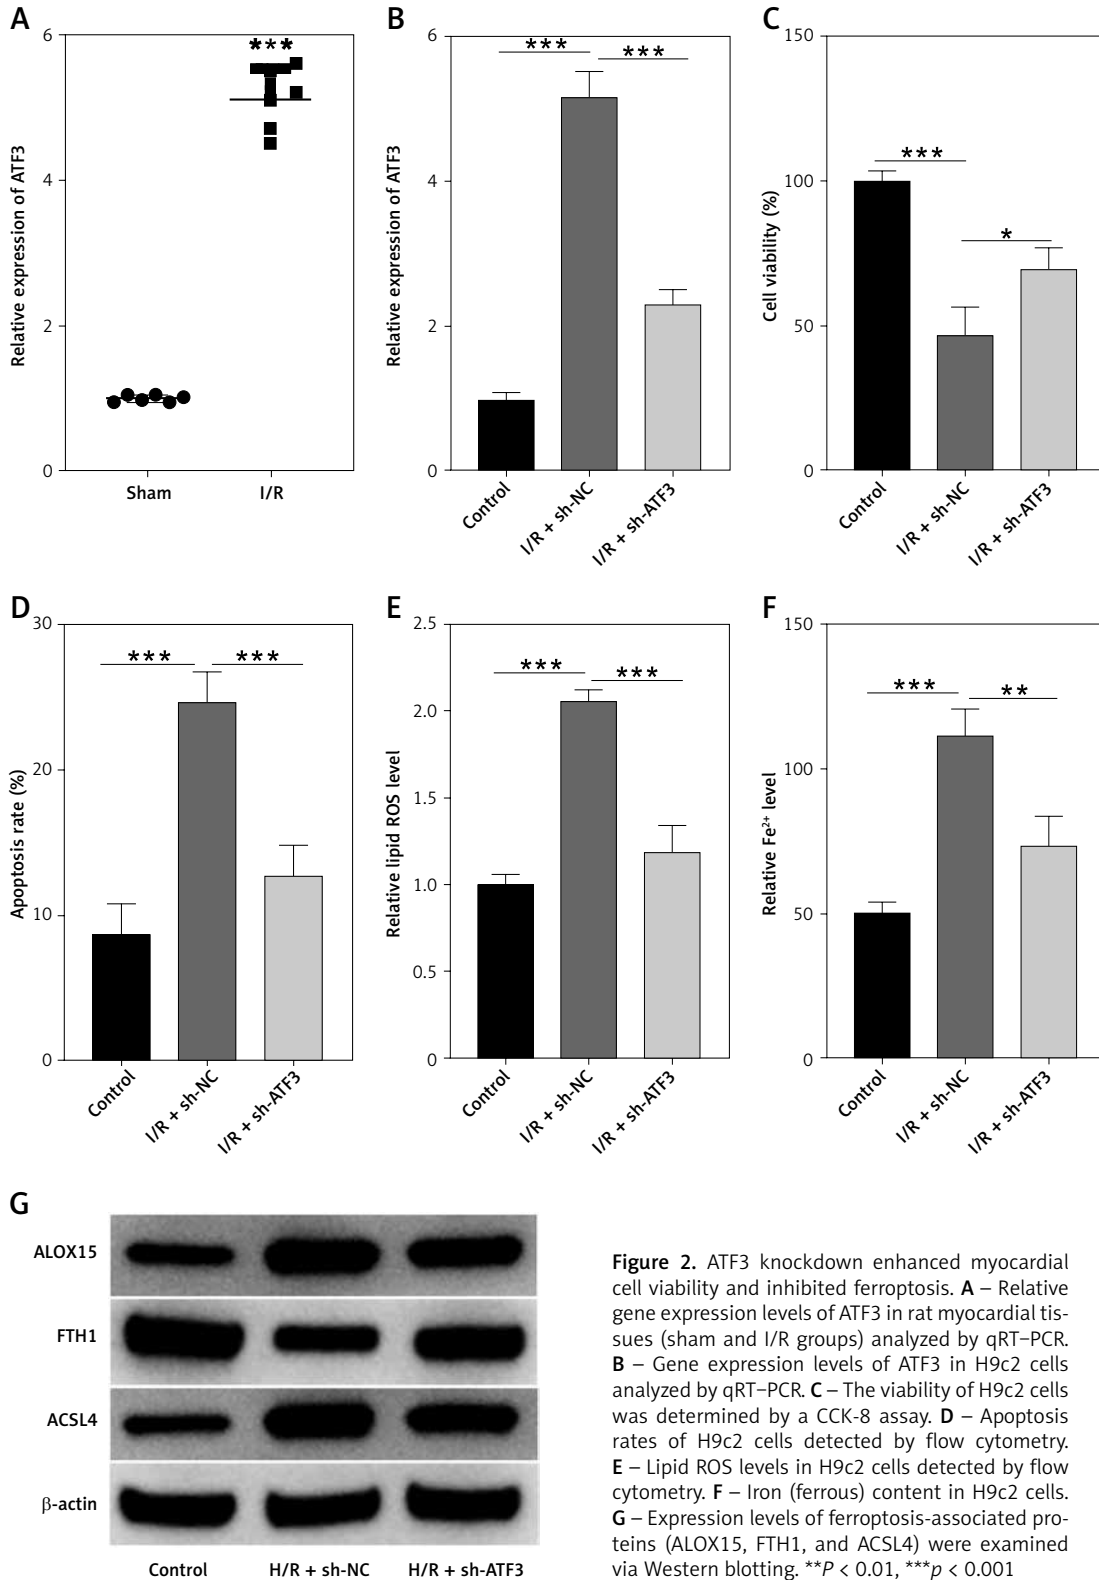 A
Relative expression of ATF3
6
4
2
0
***
Sham
I/R
B
Relative expression of ATF3
6
4
2
0
***
***
Control
I/R + sh-NC
I/R + sh-ATF3
C
Cell viability (%)
150
100
50
0
***
*
Control
I/R + sh-NC
I/R + sh-ATF3
D
Apoptosis rate (%)
30
20
10
0
***
***
Control
I/R + sh-NC
I/R + sh-ATF3
E
Relative lipid ROS level
2.5
2.0
1.5
1.0
0.5
0
***
***
Control
I/R + sh-NC
I/R + sh-ATF3
F
Relative Fe²⁺ level
150
100
50
0
***
**
Control
I/R + sh-NC
I/R + sh-ATF3
G
ALOX15
FTH1
ACSL4
β-actin
Control
H/R + sh-NC
H/R + sh-ATF3
Figure 2. ATF3 knockdown enhanced myocardial
cell viability and inhibited ferroptosis. A – Relative
gene expression levels of ATF3 in rat myocardial tis-
sues (sham and I/R groups) analyzed by qRT–PCR.
B – Gene expression levels of ATF3 in H9c2 cells
analyzed by qRT–PCR. C – The viability of H9c2 cells
was determined by a CCK-8 assay. D – Apoptosis
rates of H9c2 cells detected by flow cytometry.
E – Lipid ROS levels in H9c2 cells detected by flow
cytometry. F – Iron (ferrous) content in H9c2 cells.
G – Expression levels of ferroptosis-associated pro-
teins (ALOX15, FTH1, and ACSL4) were examined
via Western blotting. **P < 0.01, ***p < 0.001